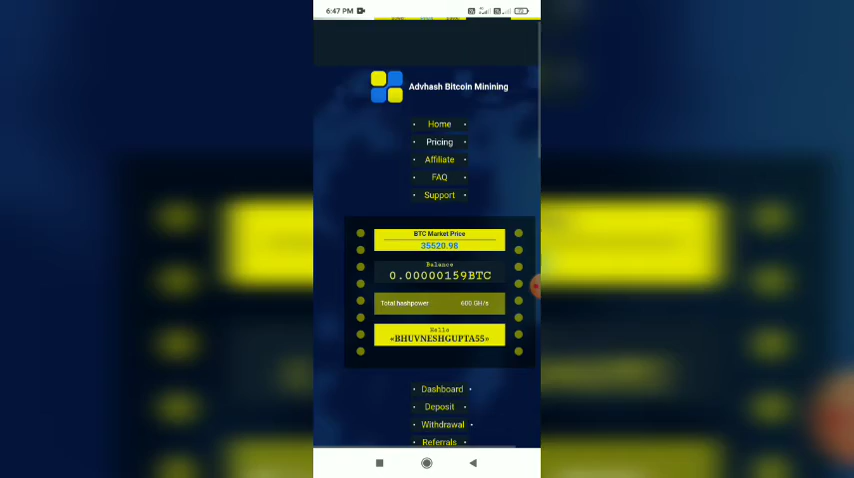 6:47 PM
Advhash Bitcoin Minining
Home
Pricing
Affiliate
FAQ
Support
BTC Market Price
35520.98
Balance
0.00000159BTC
Total hashpower 600.GH/s
Hello
«BHUVNESHGUPTA55»
Dashboard
Deposit
Withdrawal
Referrals